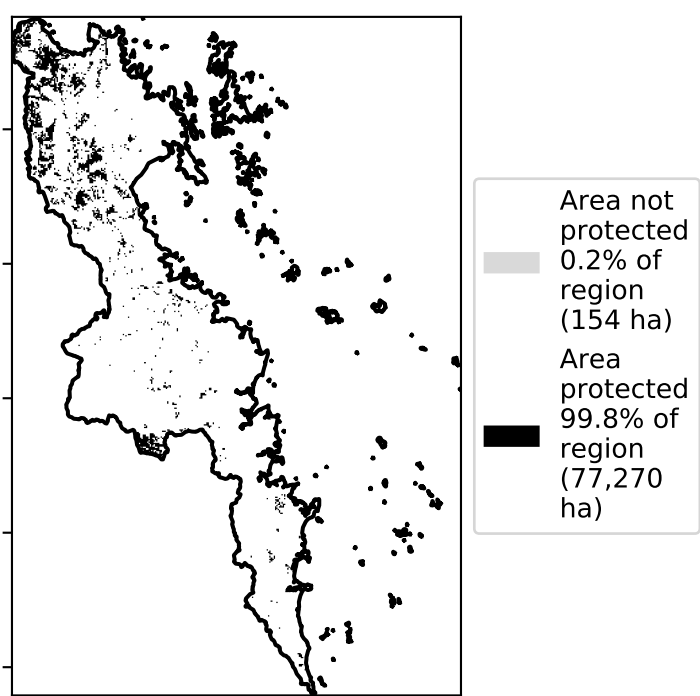 Area not
protected
0.2% of
region
(154 ha)
Area
protected
99.8% of
region
(77,270
ha)